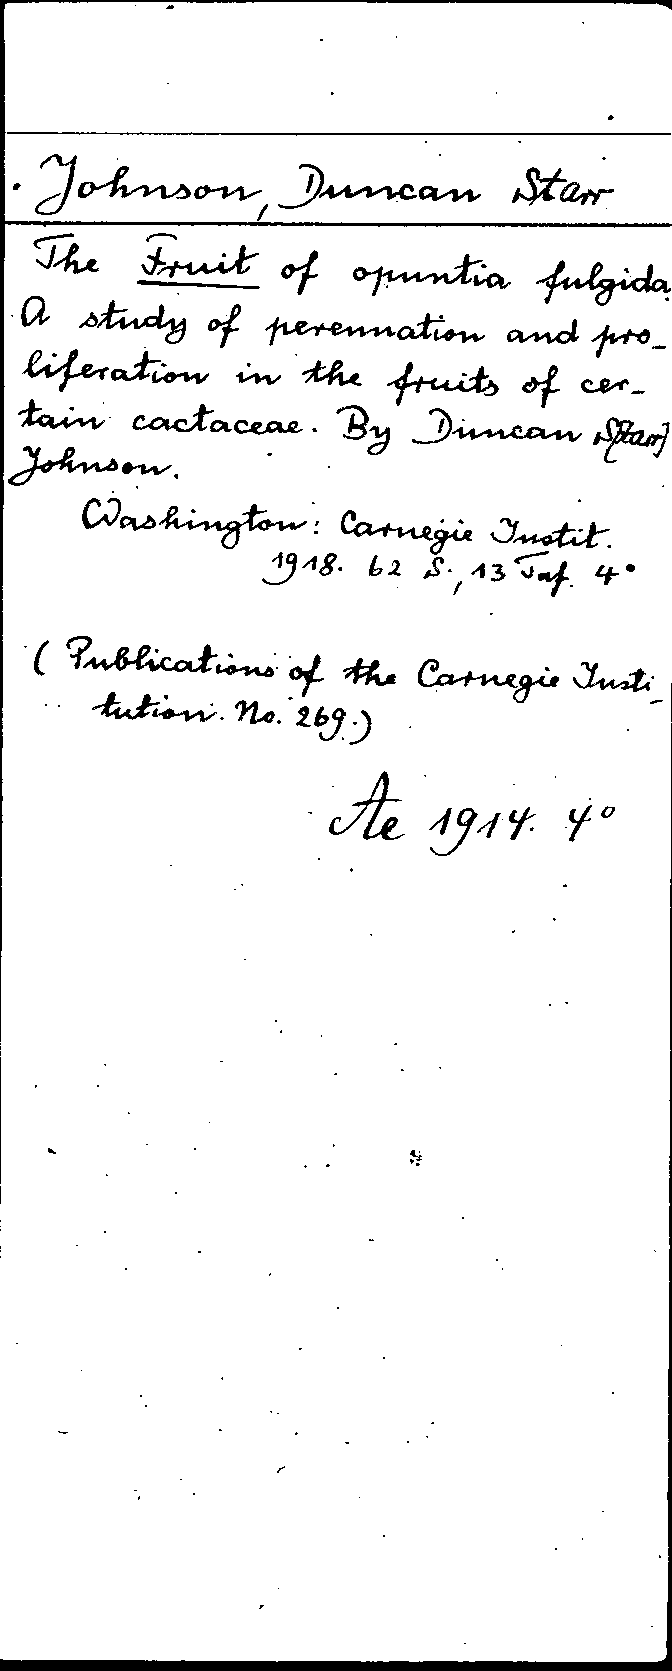 Johnson, Duncan Starr
The Fruit of opuntia fulgida.
A study of perennation and pro-
liferation in the fruits of cer-
tain cactaceae. By Duncan S[tarr]
Johnson.
Washington: Carnegie Instit.
1918. 62 S., 13 Taf. 4°
(Publications of the Carnegie Insti-
tution. No. 269.)
Ae 1914. 4°